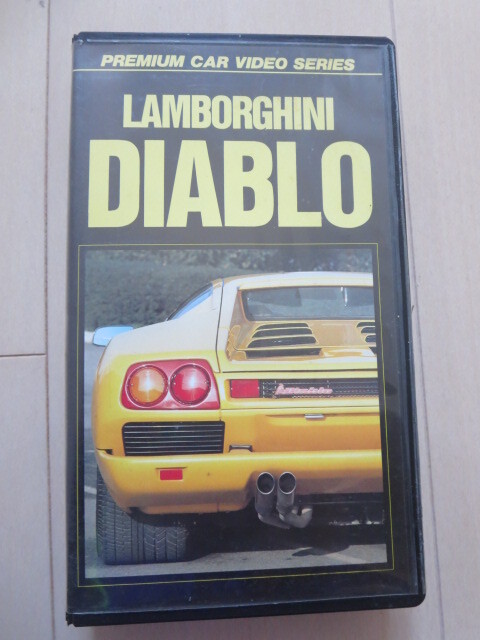 PREMIUM CAR VIDEO SERIES
LAMBORGHINI
DIABLO